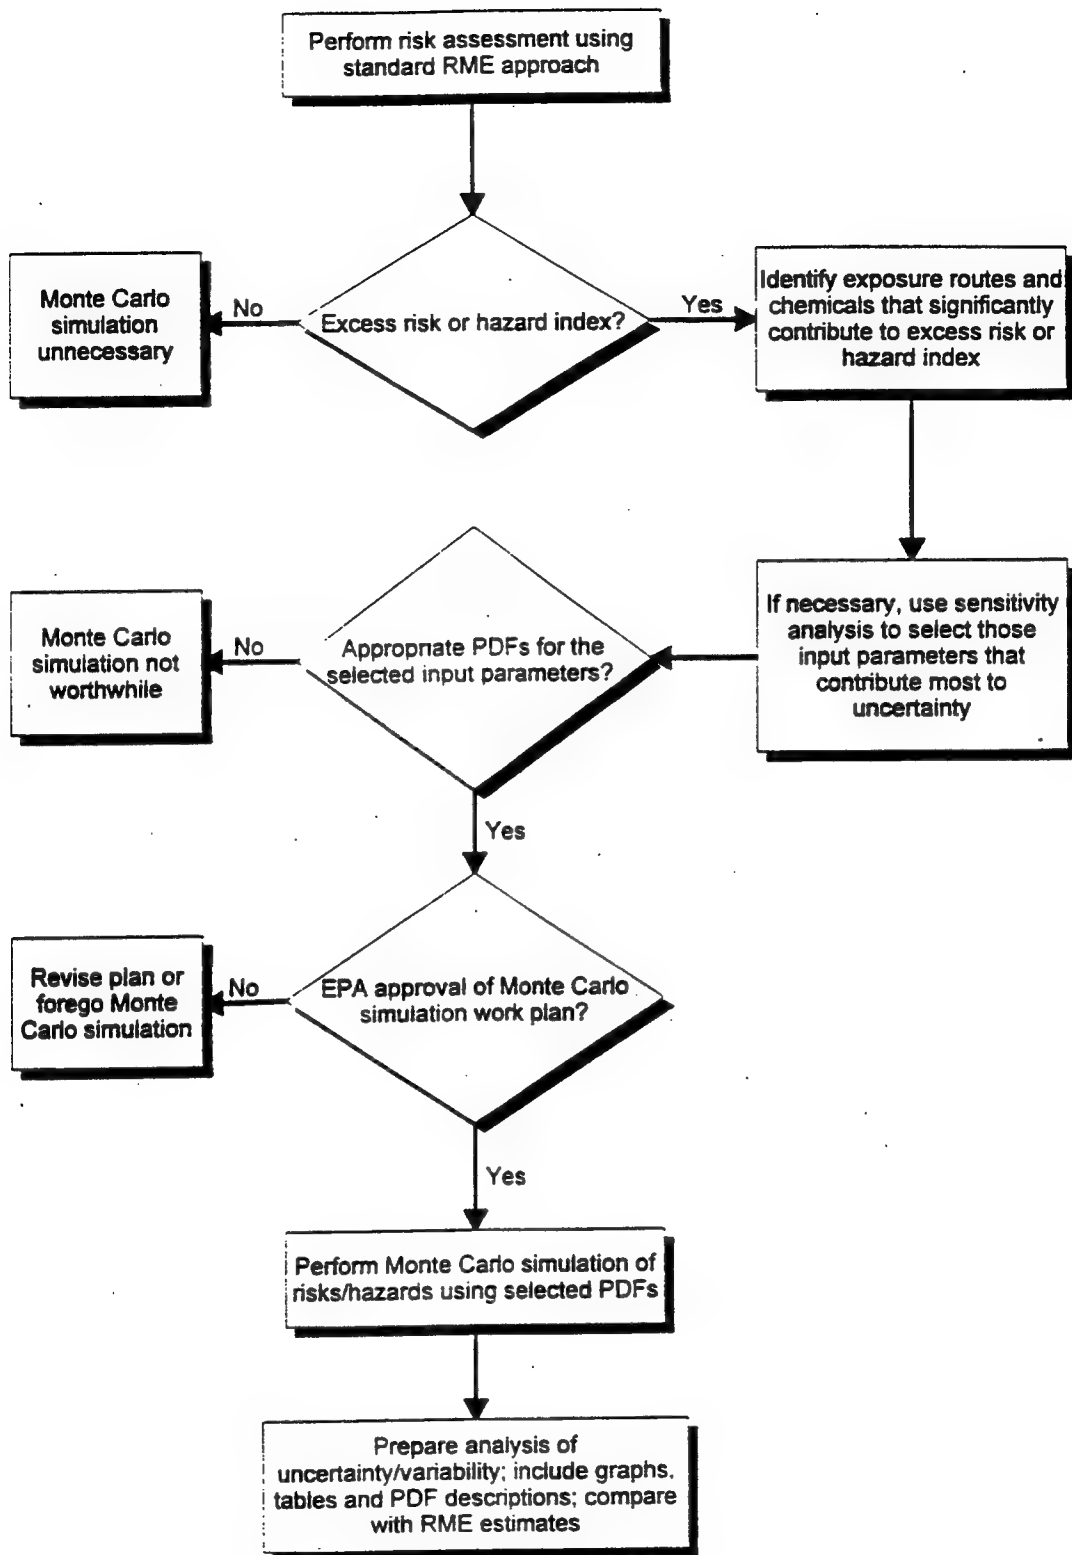 Perform risk assessment using
standard RME approach
Excess risk or hazard index?
No
Monte Carlo
simulation
unnecessary
Yes
Identify exposure routes and
chemicals that significantly
contribute to excess risk or
hazard index
If necessary, use sensitivity
analysis to select those
input parameters that
contribute most to
uncertainty
Appropriate PDFs for the
selected input parameters?
No
Monte Carlo
simulation not
worthwhile
Yes
EPA approval of Monte Carlo
simulation work plan?
No
Revise plan or
forego Monte
Carlo simulation
Yes
Perform Monte Carlo simulation of
risks/hazards using selected PDFs
Prepare analysis of
uncertainty/variability; include graphs,
tables and PDF descriptions; compare
with RME estimates